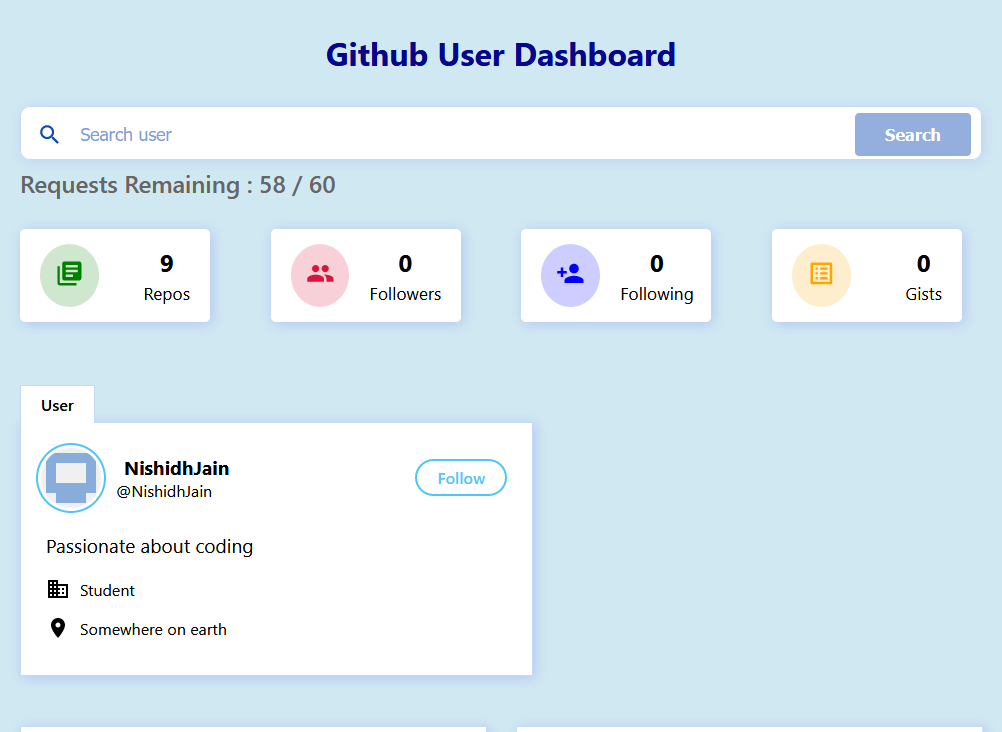 Github User Dashboard
Search user
Search
Requests Remaining : 58 / 60
9
Repos
0
Followers
0
Following
0
Gists
User
NishidhJain
@NishidhJain
Follow
Passionate about coding
Student
Somewhere on earth